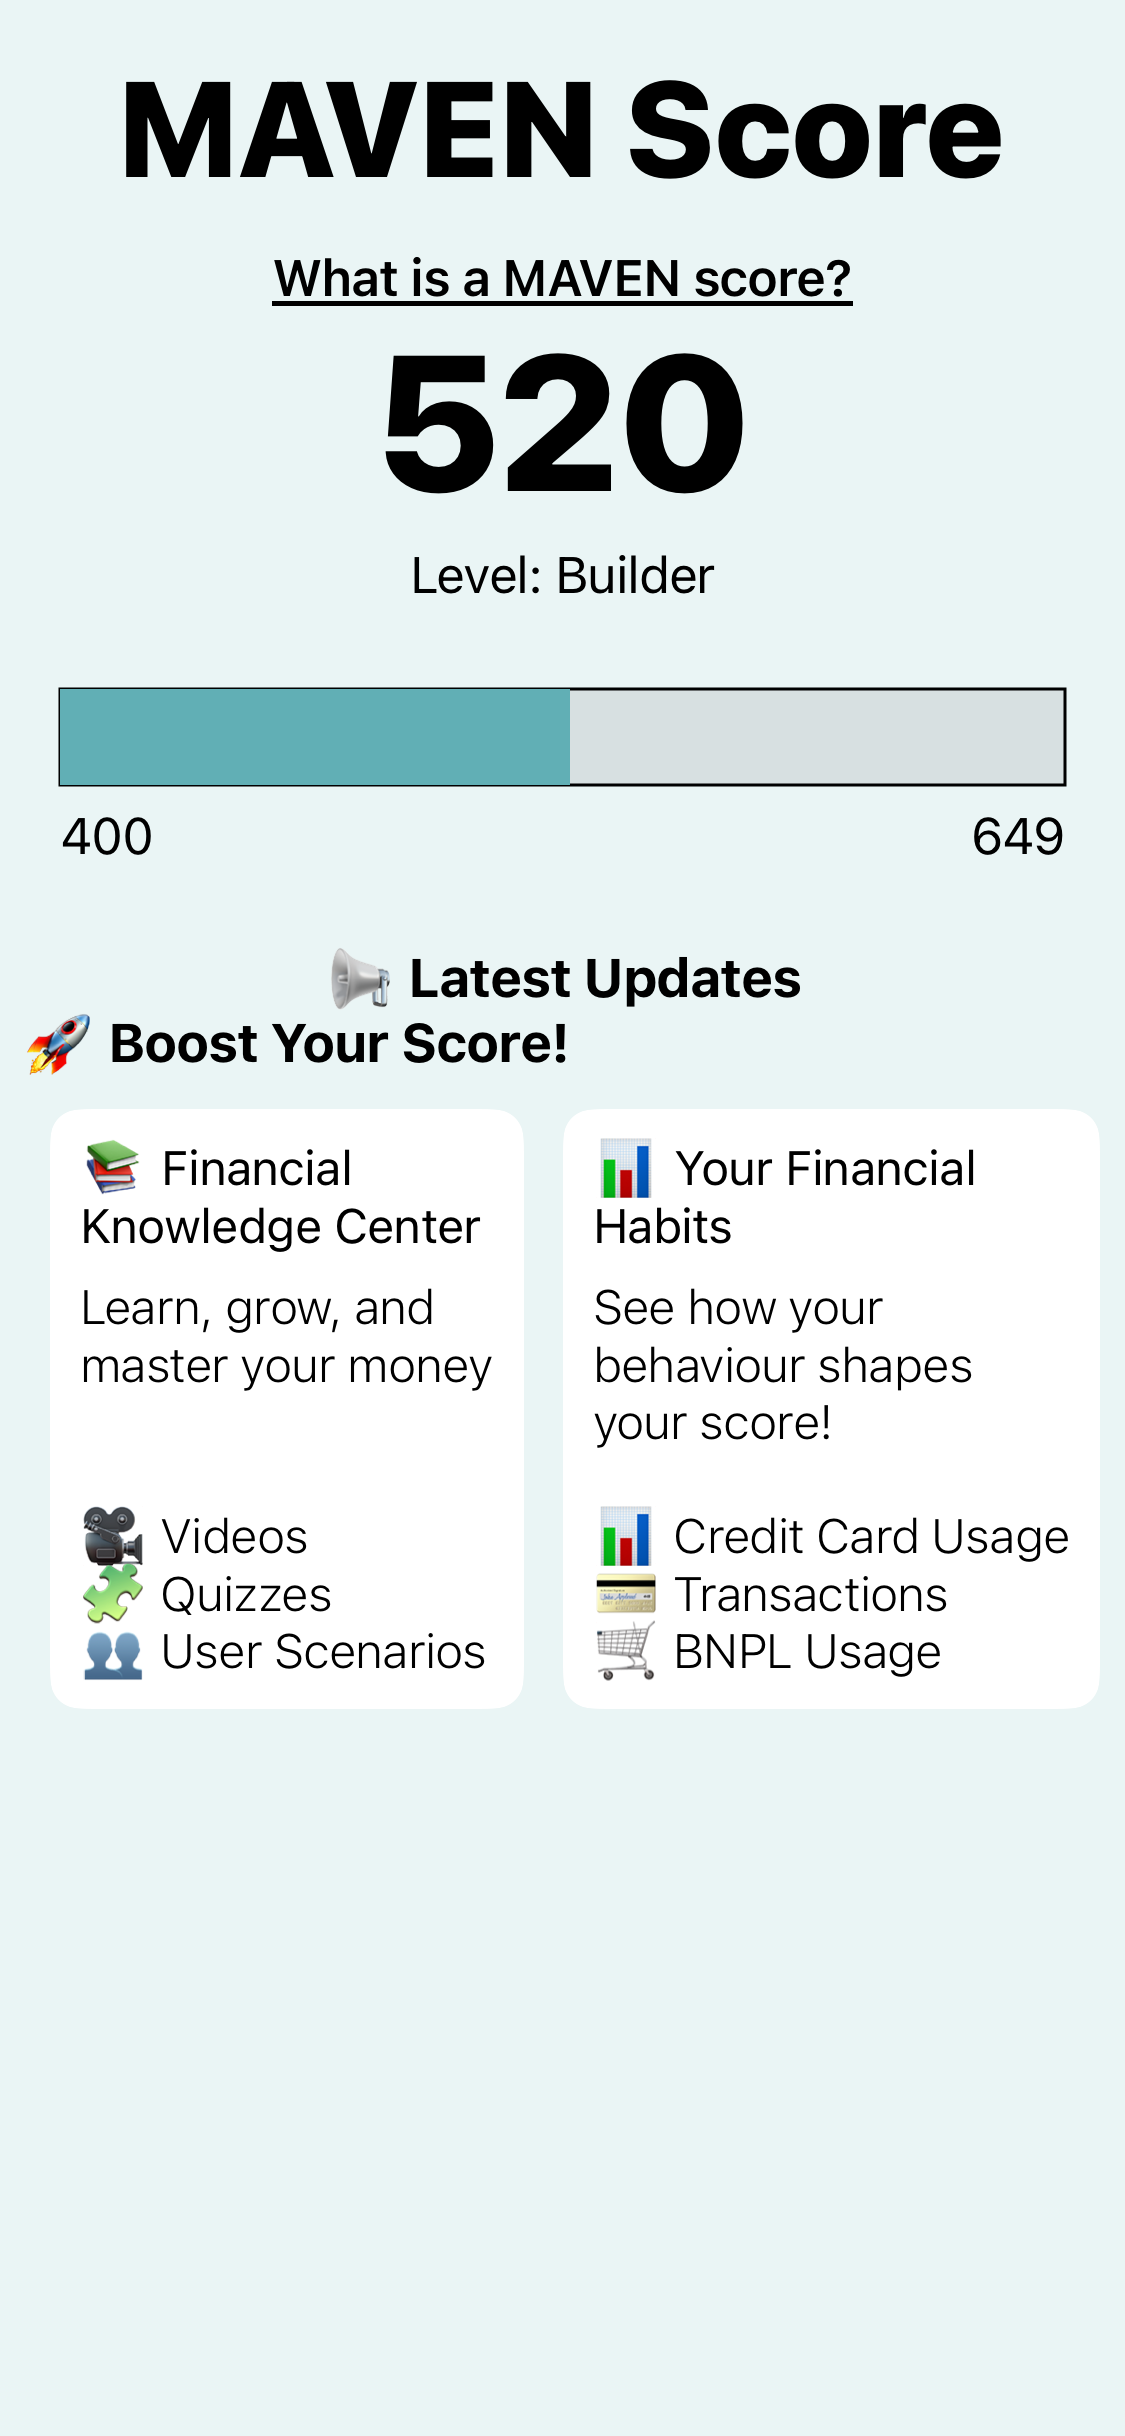 MAVEN Score
What is a MAVEN score?
520
Level: Builder
400
649
📢 Latest Updates
🚀 Boost Your Score!
📚 Financial
Knowledge Center
Learn, grow, and
master your money
🎥 Videos
🧩 Quizzes
👥 User Scenarios
📊 Your Financial
Habits
See how your
behaviour shapes
your score!
📊 Credit Card Usage
💳 Transactions
🛒 BNPL Usage